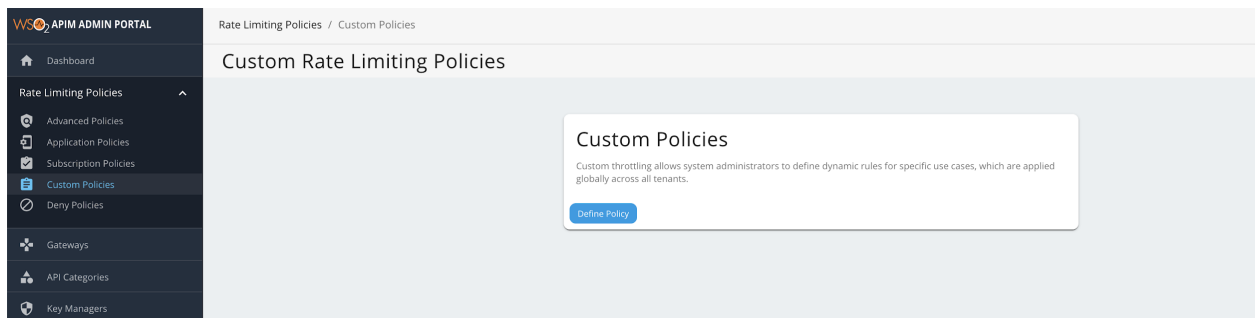 WSO2 APIM ADMIN PORTAL
Rate Limiting Policies / Custom Policies
Dashboard
Custom Rate Limiting Policies
Rate Limiting Policies
Advanced Policies
Application Policies
Subscription Policies
Custom Policies
Deny Policies
Gateways
API Categories
Key Managers
Custom Policies
Custom throttling allows system administrators to define dynamic rules for specific use cases, which are applied
globally across all tenants.
Define Policy